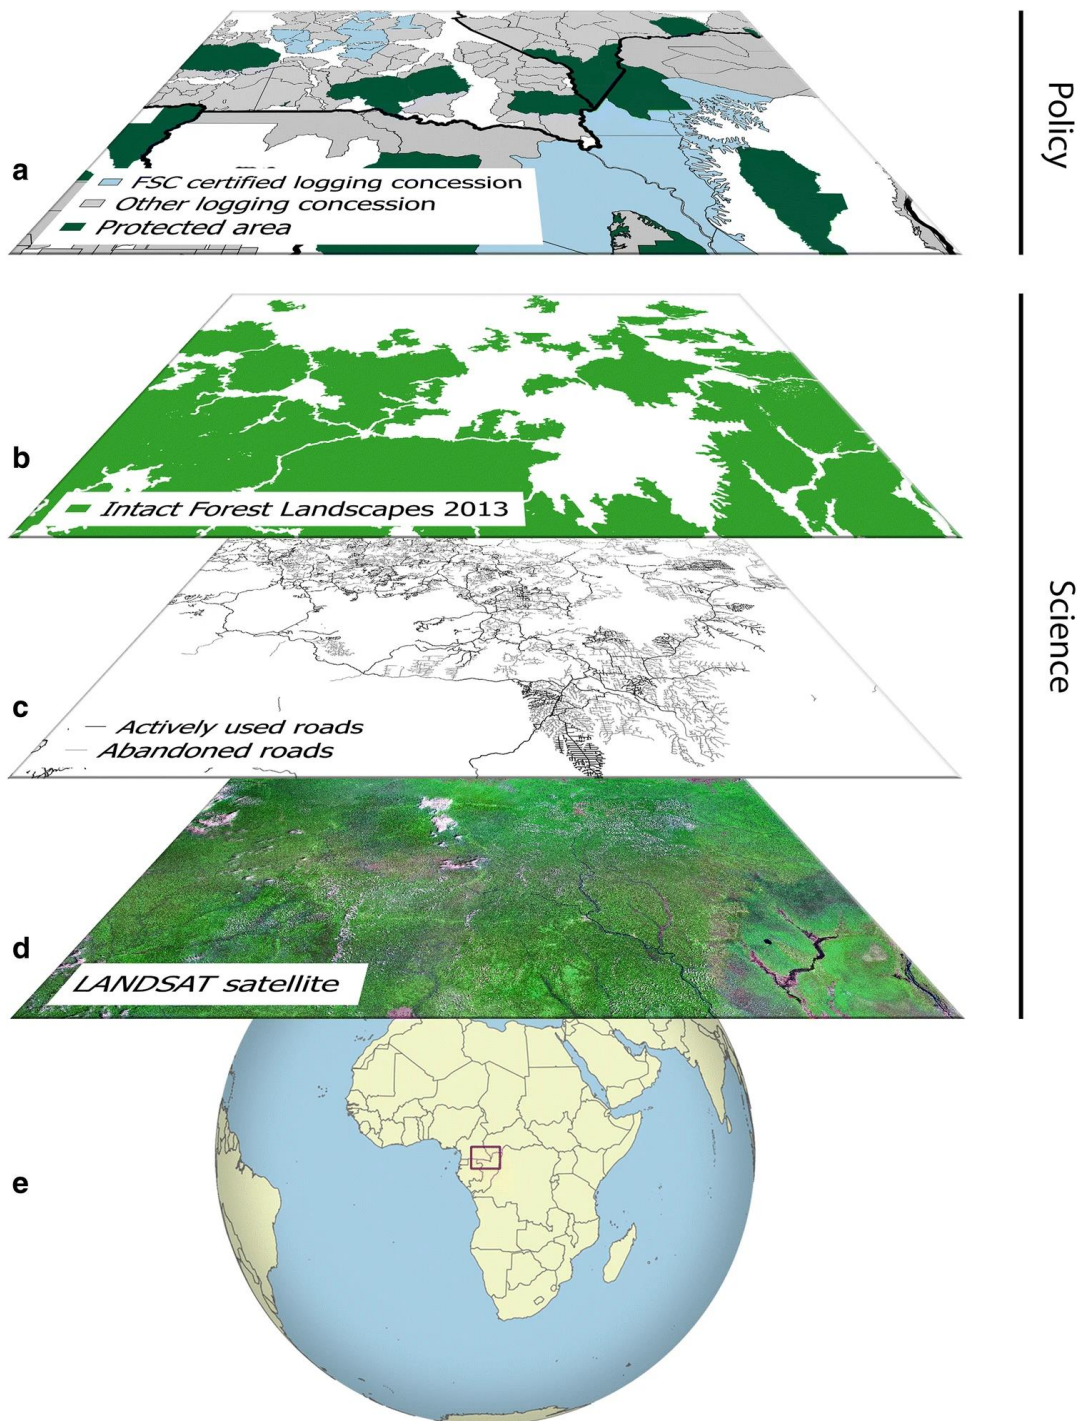 Policy
a
FSC certified logging concession
Other logging concession
Protected area
b
Intact Forest Landscapes 2013
Science
c
Actively used roads
Abandoned roads
d
LANDSAT satellite
e